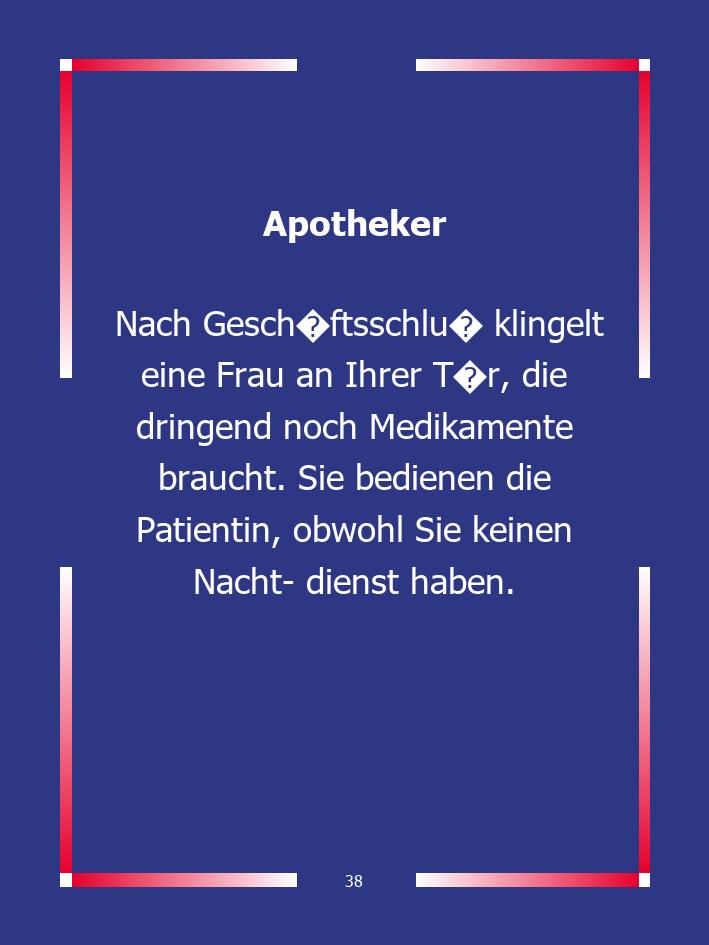 Apotheker
Nach Gesch�ftsschlu� klingelt
eine Frau an Ihrer T�r, die
dringend noch Medikamente
braucht. Sie bedienen die
Patientin, obwohl Sie keinen
Nacht- dienst haben.
38